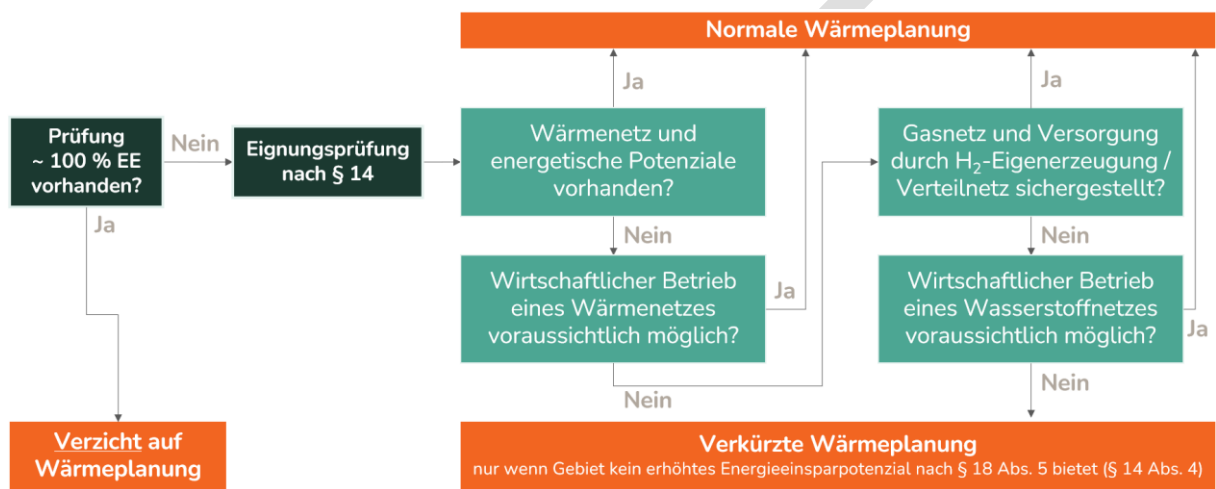 Normale Wärmeplanung
Ja
Ja
Prüfung
~ 100 % EE
vorhanden?
Nein
Eignungsprüfung
nach § 14
Wärmenetz und
energetische Potenziale
vorhanden?
Gasnetz und Versorgung
durch H₂-Eigenerzeugung /
Verteilnetz sichergestellt?
Ja
Nein
Nein
Wirtschaftlicher Betrieb
eines Wärmenetzes
voraussichtlich möglich?
Ja
Wirtschaftlicher Betrieb
eines Wasserstoffnetzes
voraussichtlich möglich?
Ja
Nein
Nein
Verzicht auf
Wärmeplanung
Verkürzte Wärmeplanung
nur wenn Gebiet kein erhöhtes Energieeinsparpotenzial nach § 18 Abs. 5 bietet (§ 14 Abs. 4)